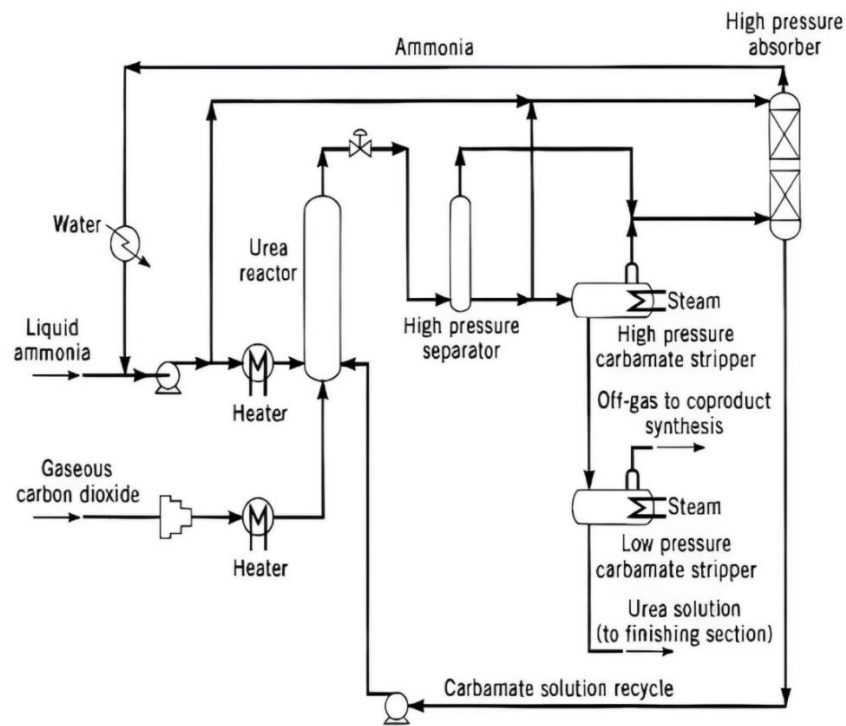 High pressure
absorber
Ammonia
Water
Urea
reactor
Liquid
ammonia
High pressure
separator
Steam
High pressure
carbamate stripper
Heater
Off-gas to coproduct
synthesis
Gaseous
carbon dioxide
Steam
Heater
Low pressure
carbamate stripper
Urea solution
(to finishing section)
Carbamate solution recycle